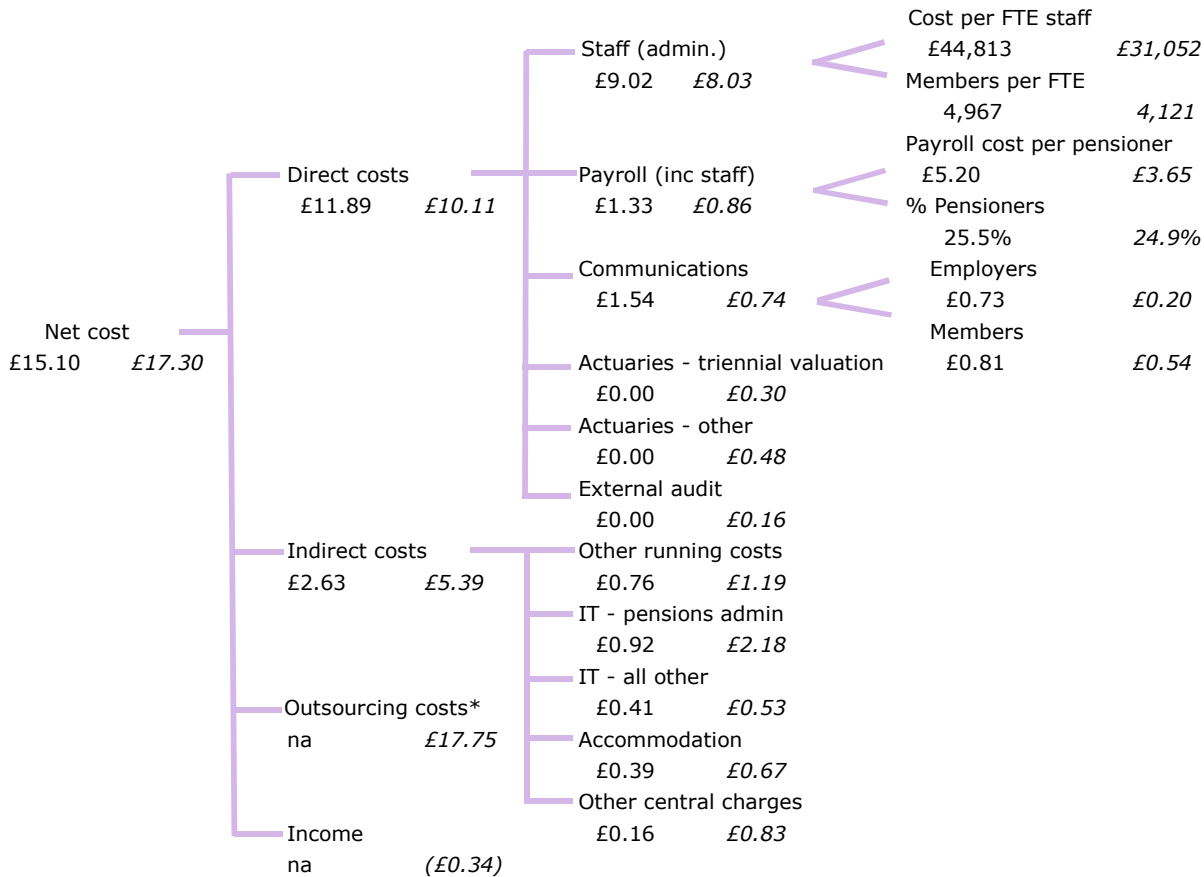 Cost per FTE staff
£44,813 £31,052
Members per FTE
4,967 4,121
Staff (admin.)
£9.02 £8.03
Payroll cost per pensioner
£5.20 £3.65
% Pensioners
25.5% 24.9%
Direct costs
£11.89 £10.11
Payroll (inc staff)
£1.33 £0.86
Communications
£1.54 £0.74
Employers
£0.73 £0.20
Members
£0.81 £0.54
Net cost
£15.10 £17.30
Actuaries - triennial valuation
£0.00 £0.30
Actuaries - other
£0.00 £0.48
External audit
£0.00 £0.16
Indirect costs
£2.63 £5.39
Other running costs
£0.76 £1.19
IT - pensions admin
£0.92 £2.18
IT - all other
£0.41 £0.53
Outsourcing costs*
na £17.75
Accommodation
£0.39 £0.67
Other central charges
£0.16 £0.83
Income
na (£0.34)